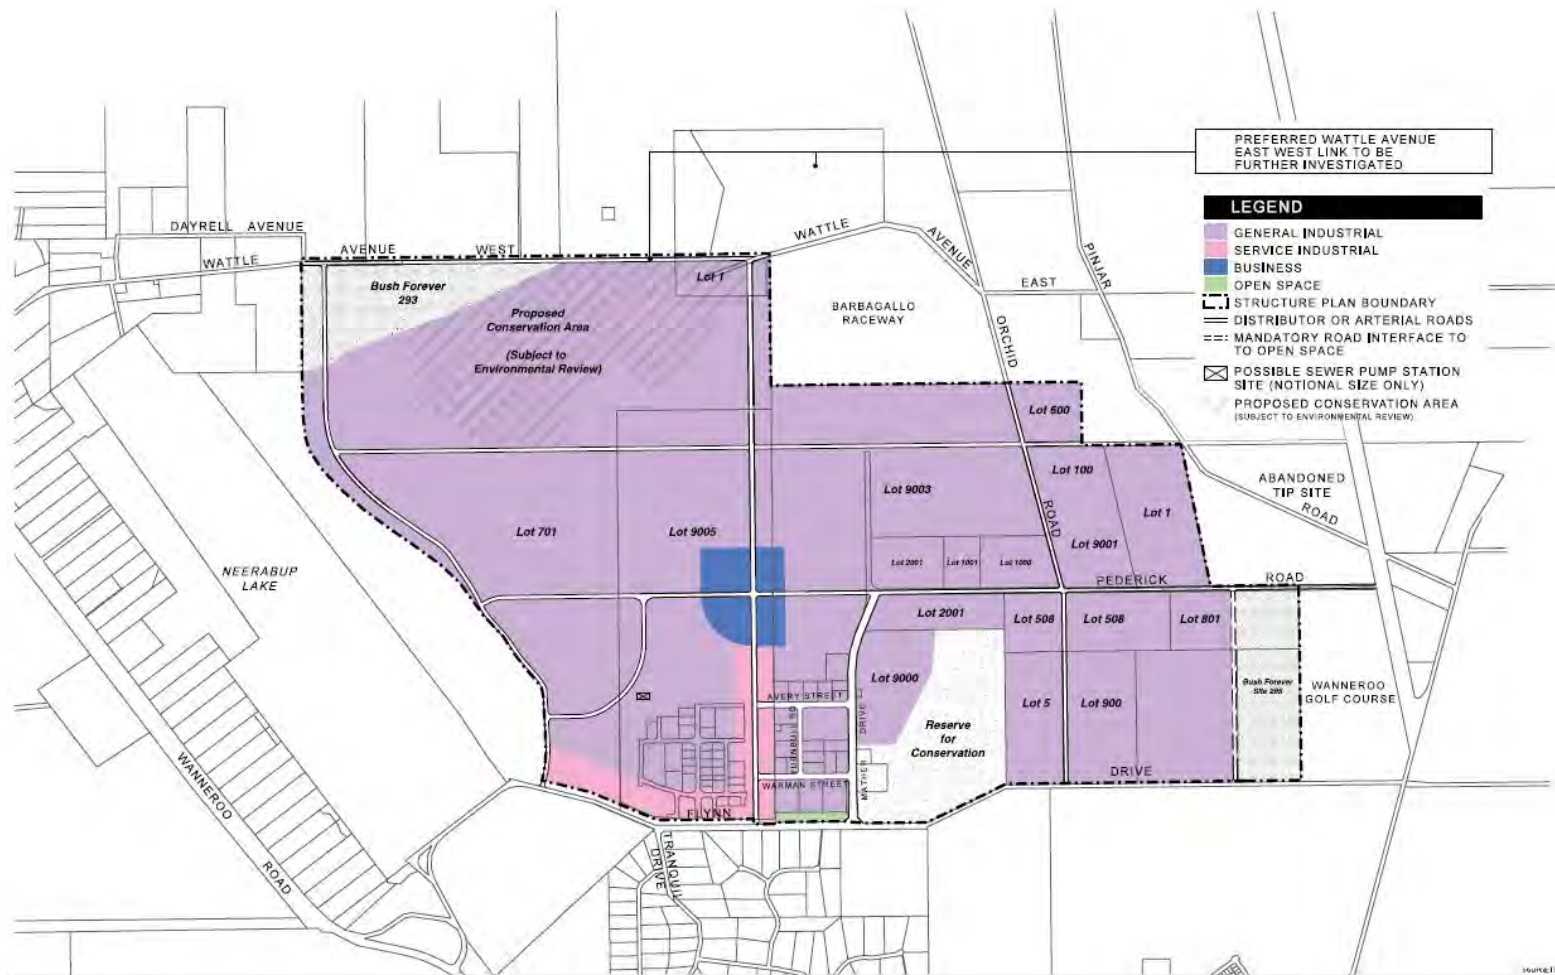 PREFERRED WATTLE AVENUE
EAST WEST LINK TO BE
FURTHER INVESTIGATED
LEGEND
GENERAL INDUSTRIAL
SERVICE INDUSTRIAL
BUSINESS
OPEN SPACE
STRUCTURE PLAN BOUNDARY
DISTRIBUTOR OR ARTERIAL ROADS
MANDATORY ROAD INTERFACE TO
TO OPEN SPACE
POSSIBLE SEWER PUMP STATION
SITE (NOTIONAL SIZE ONLY)
PROPOSED CONSERVATION AREA
(SUBJECT TO ENVIRONMENTAL REVIEW)
DAYRELL AVENUE
WATTLE
AVENUE WEST
WATTLE
AVENUE
EAST
PINJAR
ROAD
ORCHID
ROAD
Bush Forever
293
Lot 1
Proposed
Conservation Area
(Subject to
Environmental Review)
BARBAGALLO
RACEWAY
Lot 600
Lot 100
Lot 1
Lot 9003
ABANDONED
TIP SITE
Lot 701
Lot 9005
Lot 9001
Lot 2001
Lot 1001
Lot 1000
NEERABUP
LAKE
PEDERICK ROAD
Lot 2001
Lot 508
Lot 508
Lot 801
Lot 9000
Lot 5
Lot 900
Bush Forever
Site 295
WANNEROO
GOLF COURSE
AVERY STREET
TURNBULL RD
MATHER DRIVE
Reserve
for
Conservation
WARMAN STREET
FLYNN
DRIVE
WANNEROO
ROAD
TRANQUIL
DRIVE